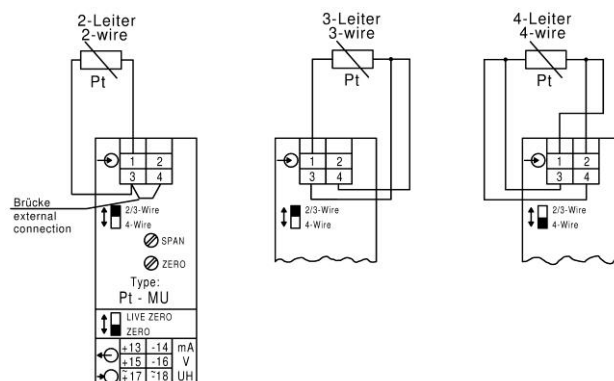 2-Leiter
2-wire
Pt
1 2
3 4
Brücke
external
connection
2/3-Wire
4-Wire
SPAN
ZERO
Type:
Pt - MU
LIVE ZERO
ZERO
+13 -14 mA
+15 -16 V
~+17 ~-18 UH
3-Leiter
3-wire
Pt
1 2
3 4
2/3-Wire
4-Wire
4-Leiter
4-wire
Pt
1 2
3 4
2/3-Wire
4-Wire